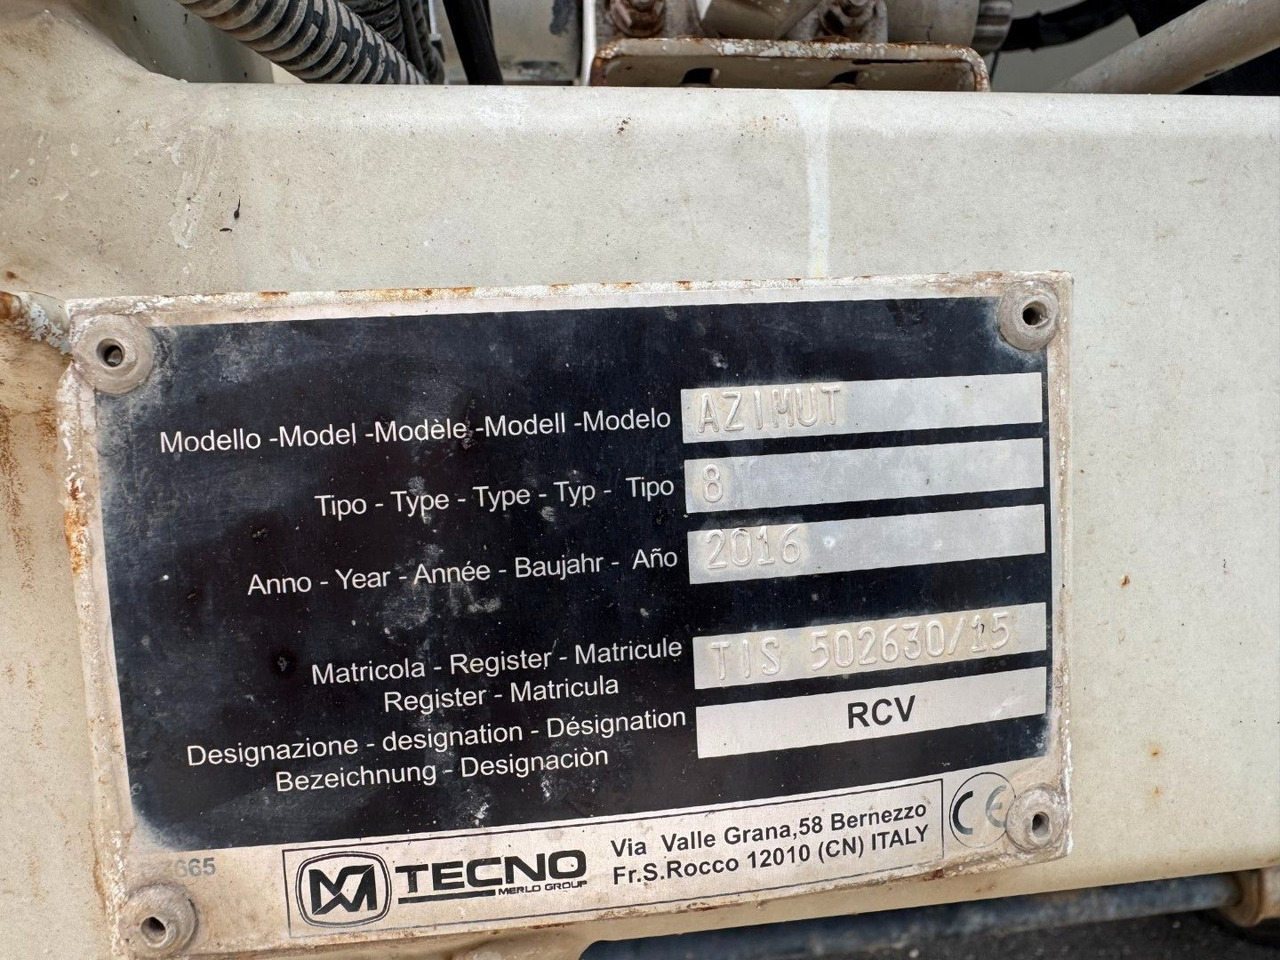 Modello -Model -Modèle -Modell -Modelo AZIMUT
Tipo - Type - Type - Typ - Tipo 8
Anno - Year - Année - Baujahr - Año 2016
Matricola - Register - Matricule TIS 502630/15
Register - Matricula
Designazione - designation - Désignation RCV
Bezeichnung - Designaciòn
TECNO
MERLO GROUP
Via Valle Grana,58 Bernezzo
Fr.S.Rocco 12010 (CN) ITALY
CE